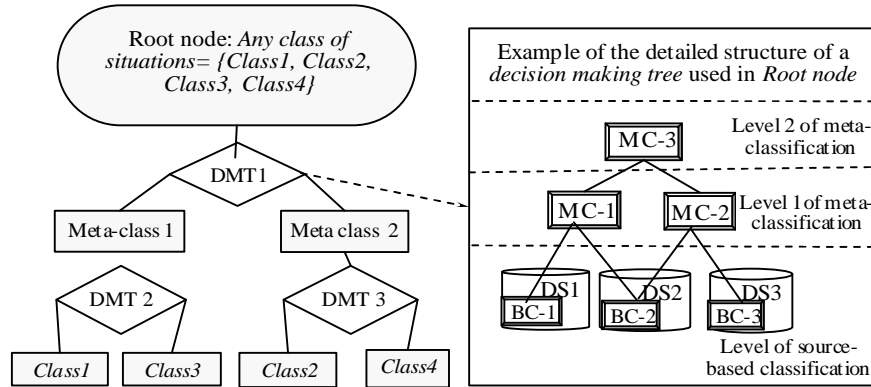 Root node: Any class of
situations= {Class1, Class2,
Class3, Class4}
DMT1
Meta-class 1
Meta class 2
DMT 2
DMT 3
Class1
Class3
Class2
Class4
Example of the detailed structure of a
decision making tree used in Root node
Level 2 of meta-
classification
MC-3
Level 1 of meta-
classification
MC-1
MC-2
DS1
DS2
DS3
BC-1
BC-2
BC-3
Level of source-
based classification